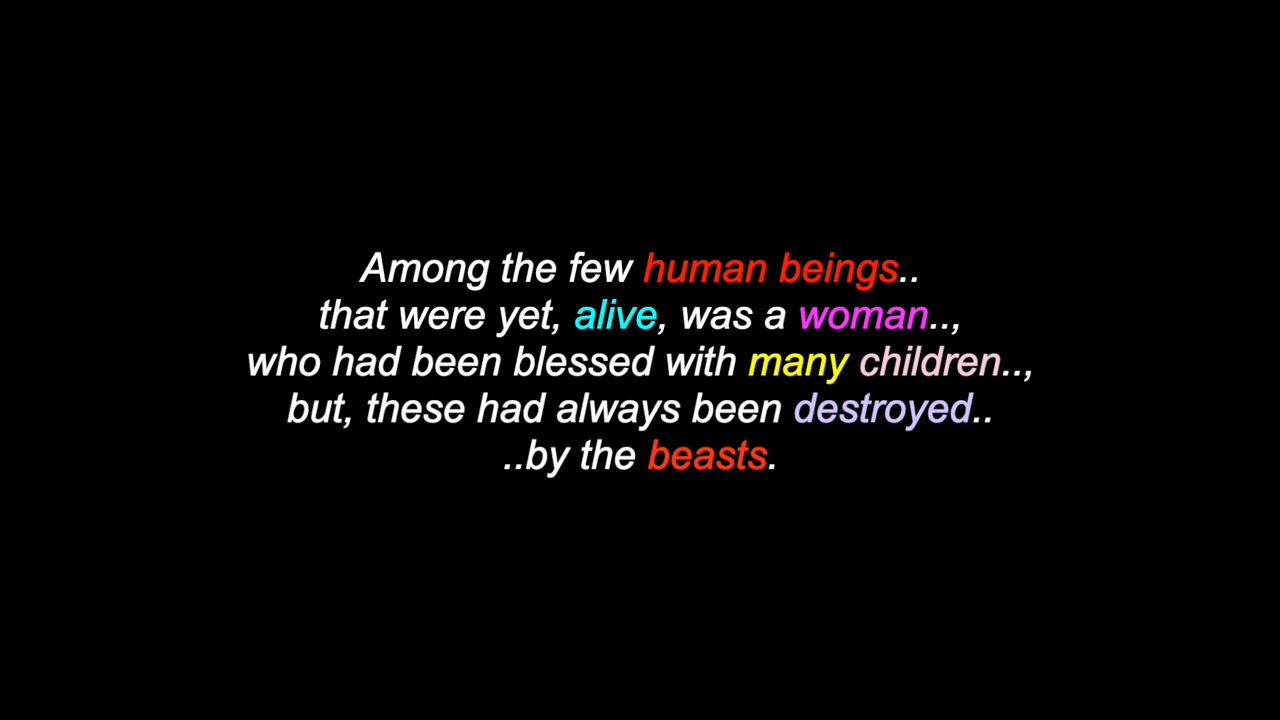 Among the few human beings..
that were yet, alive, was a woman..,
who had been blessed with many children..,
but, these had always been destroyed..
..by the beasts.